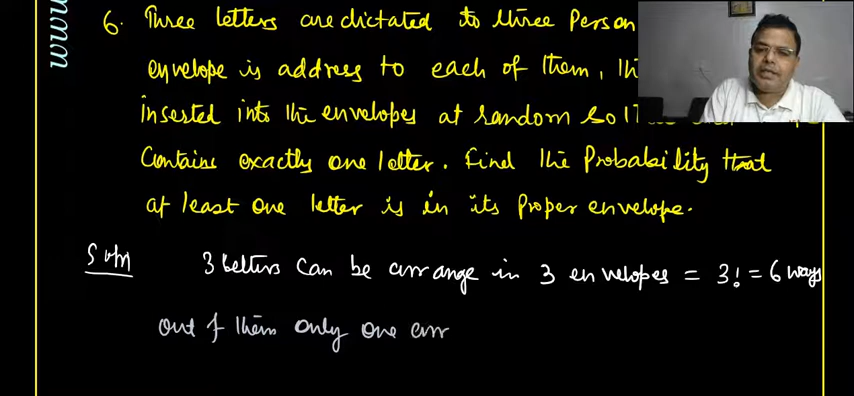 www
6. Three letters are dictated to three Person
envelope is address to each of them, th
inserted into the envelopes at random so
Contains exactly one letter. Find the Probability that
at least one letter is in its Proper envelope.
Soln
3 letters can be arrange in 3 envelopes = 3! = 6 ways
out of them only one arr